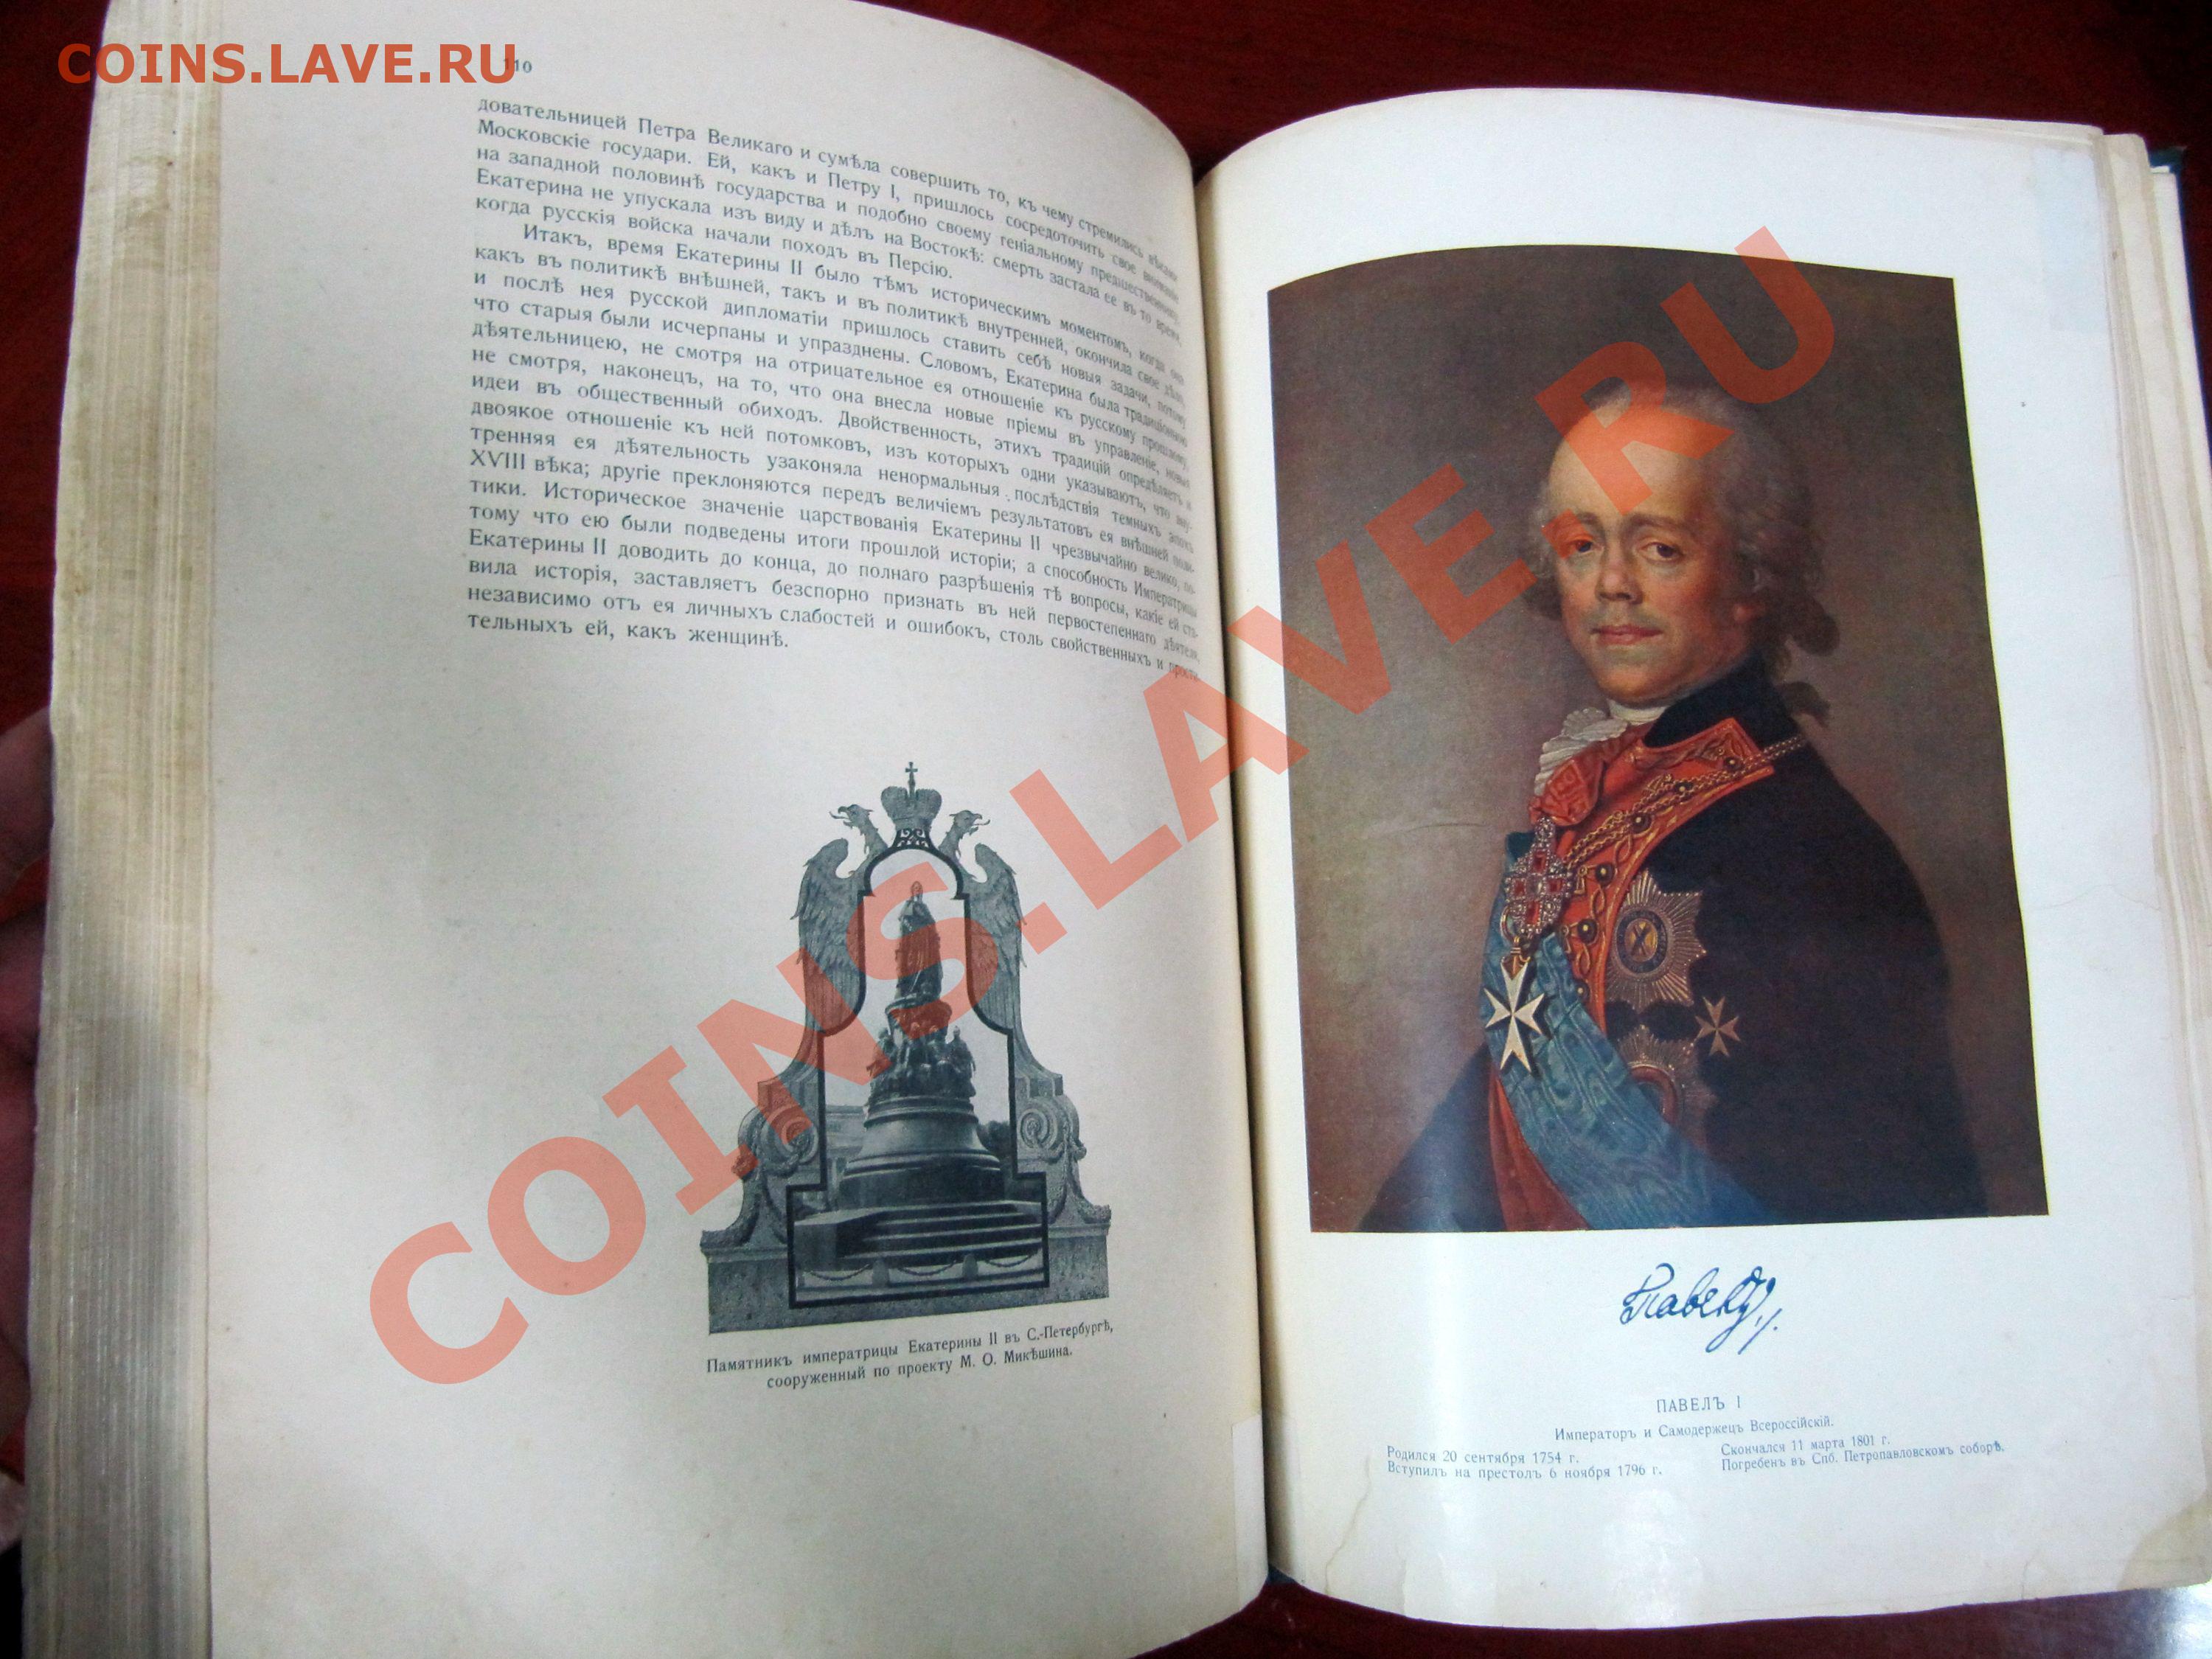 COINS.LAVE.RU
110
довательницей Петра Великаго и сумѣла совершить то, къ чему стремились
Московскіе государи. Ей, какъ и Петру I, пришлось сосредоточить свое вниманіе
на западной половинѣ государства и подобно своему геніальному предшественнику,
Екатерина не упускала изъ виду и дѣлъ на Востокѣ: смерть застала ее въ то время,
когда русскія войска начали походъ въ Персію.
Итакъ, время Екатерины II было тѣмъ историческимъ моментомъ, когда она
какъ въ политикѣ внѣшней, такъ и въ политикѣ внутренней, окончила свое дѣло,
и послѣ нея русской дипломатіи пришлось ставить себѣ новыя задачи, потому
что старыя были исчерпаны и упразднены. Словомъ, Екатерина была традиціонною
дѣятельницею, не смотря на отрицательное ея отношеніе къ русскому прошлому,
не смотря, наконецъ, на то, что она внесла новые пріемы въ управленіе, новыя
идеи въ общественный обиходъ. Двойственность, этихъ традицій опредѣляетъ и
двоякое отношеніе къ ней потомковъ, изъ которыхъ одни указываютъ, что вну-
тренняя ея дѣятельность узаконяла ненормальныя послѣдствія темныхъ эпохъ
XVIII вѣка; другіе преклоняются передъ величіемъ результатовъ ея внѣшней поли-
тики. Историческое значеніе царствованія Екатерины II чрезвычайно велико, по-
тому что ею были подведены итоги прошлой исторіи; а способность Императрицы
Екатерины II доводить до конца, до полнаго разрѣшенія тѣ вопросы, какіе ей ста-
вила исторія, заставляетъ безспорно признать въ ней первостепеннаго дѣятеля,
независимо отъ ея личныхъ слабостей и ошибокъ, столь свойственныхъ и прости-
тельныхъ ей, какъ женщинѣ.
Памятникъ императрицы Екатерины II въ С.-Петербургѣ,
сооруженный по проекту М. О. Микѣшина.
COINS.LAVE.RU
Павелъ
ПАВЕЛЪ I
Императоръ и Самодержецъ Всероссійскій.
Родился 20 сентября 1754 г.
Вступилъ на престолъ 6 ноября 1796 г.
Скончался 11 марта 1801 г.
Погребенъ въ Спб. Петропавловскомъ соборѣ.